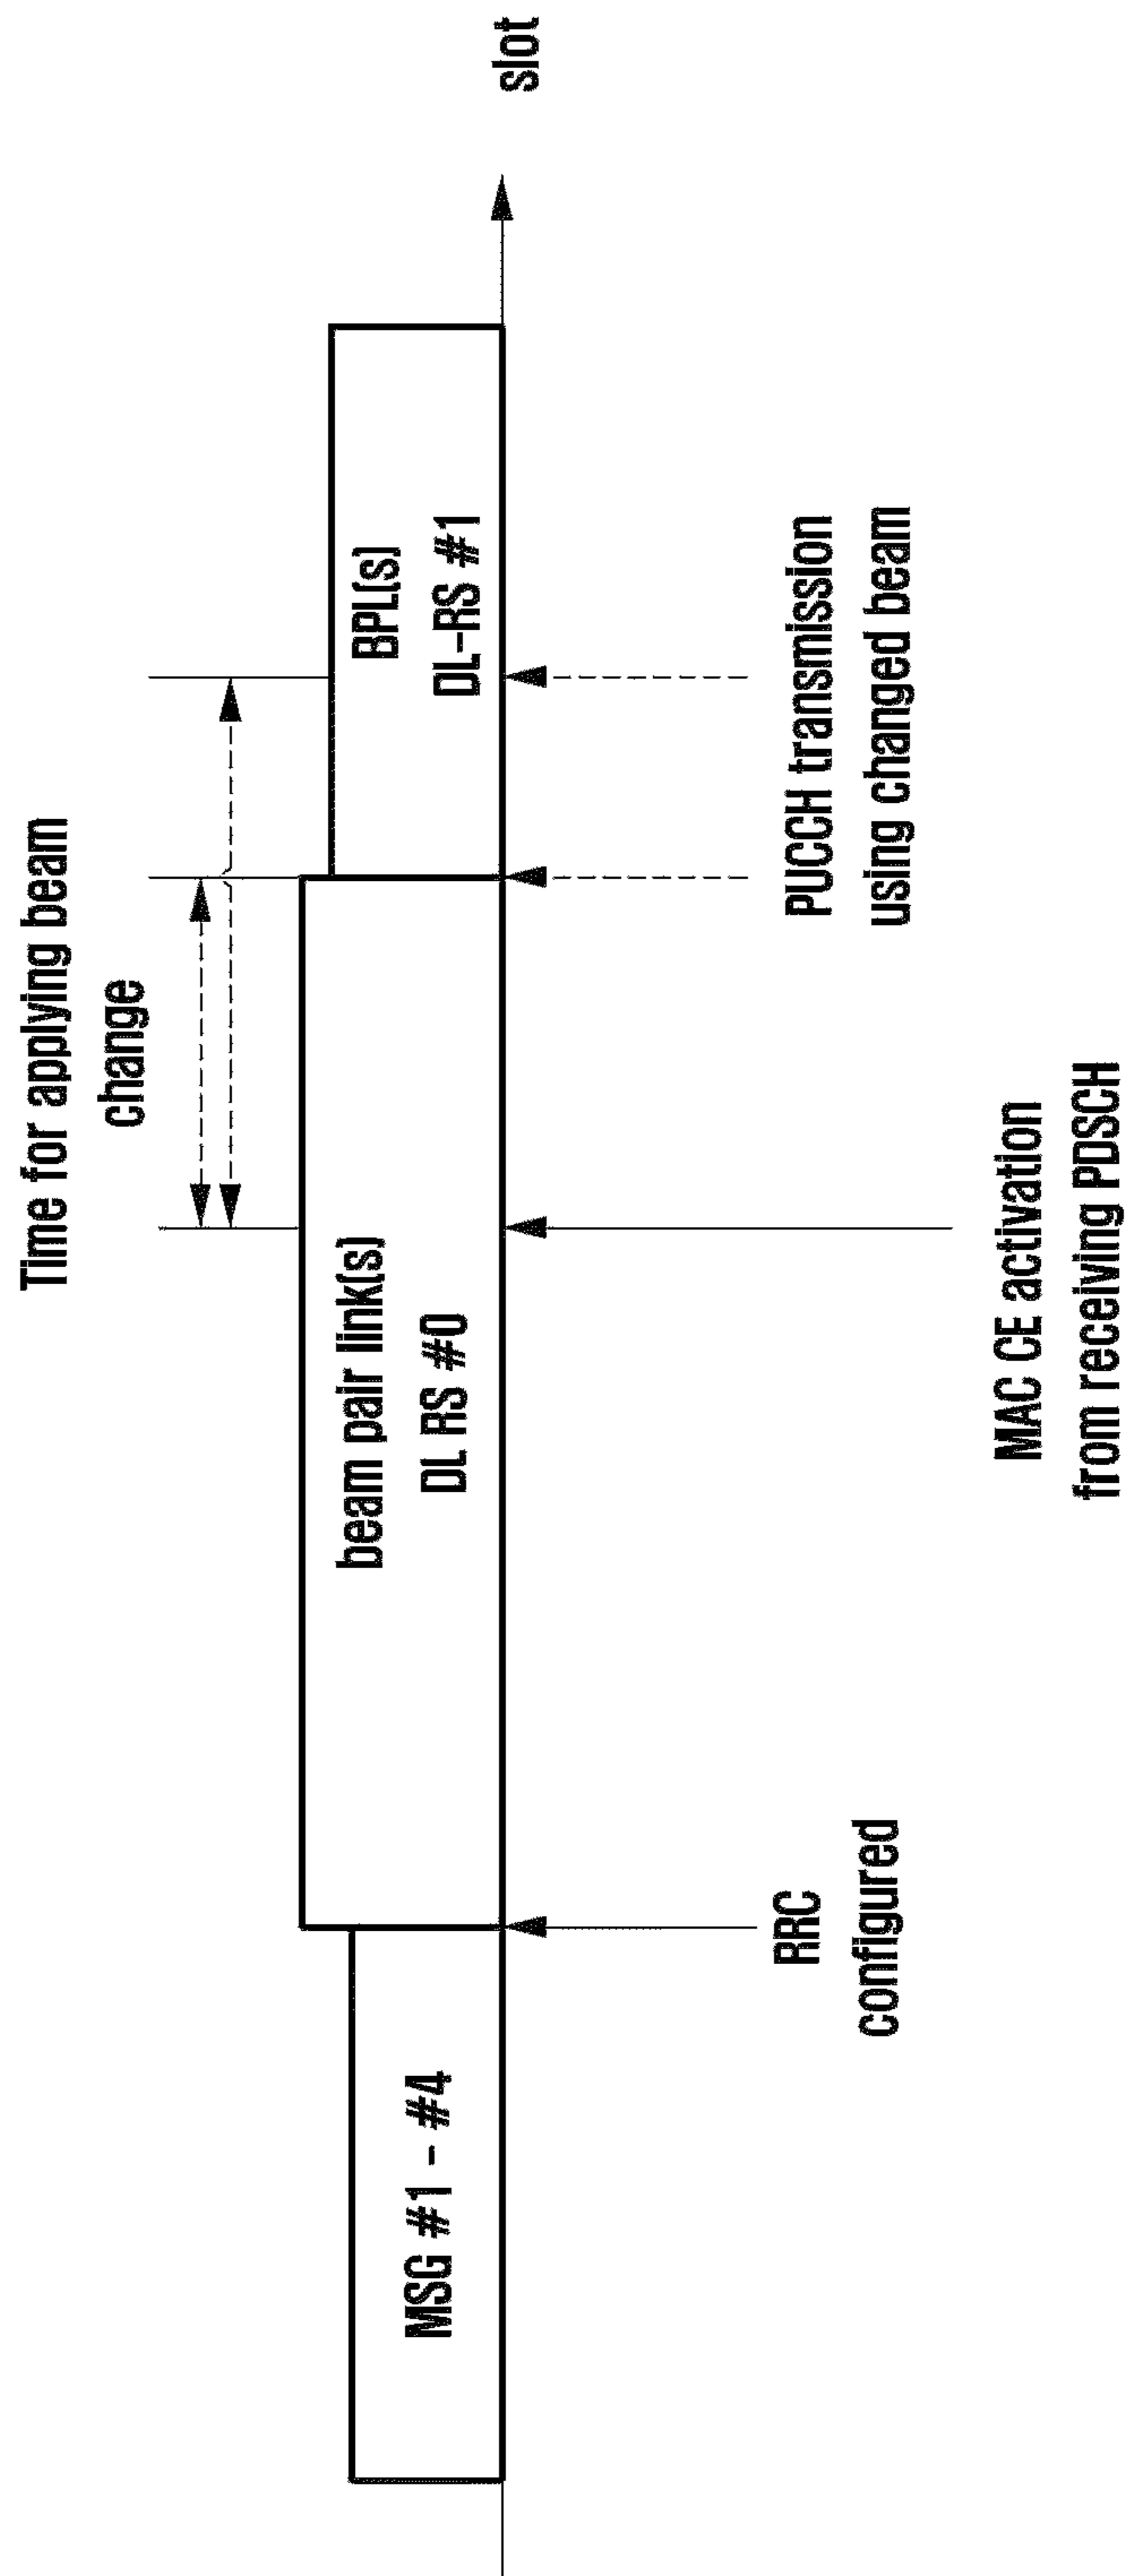 Time for applying beam
change
slot
MSG #1 – #4
beam pair link(s)
DL RS #0
BPL(s)
DL-RS #1
RRC
configured
MAC CE activation
from receiving PDSCH
PUCCH transmission
using changed beam